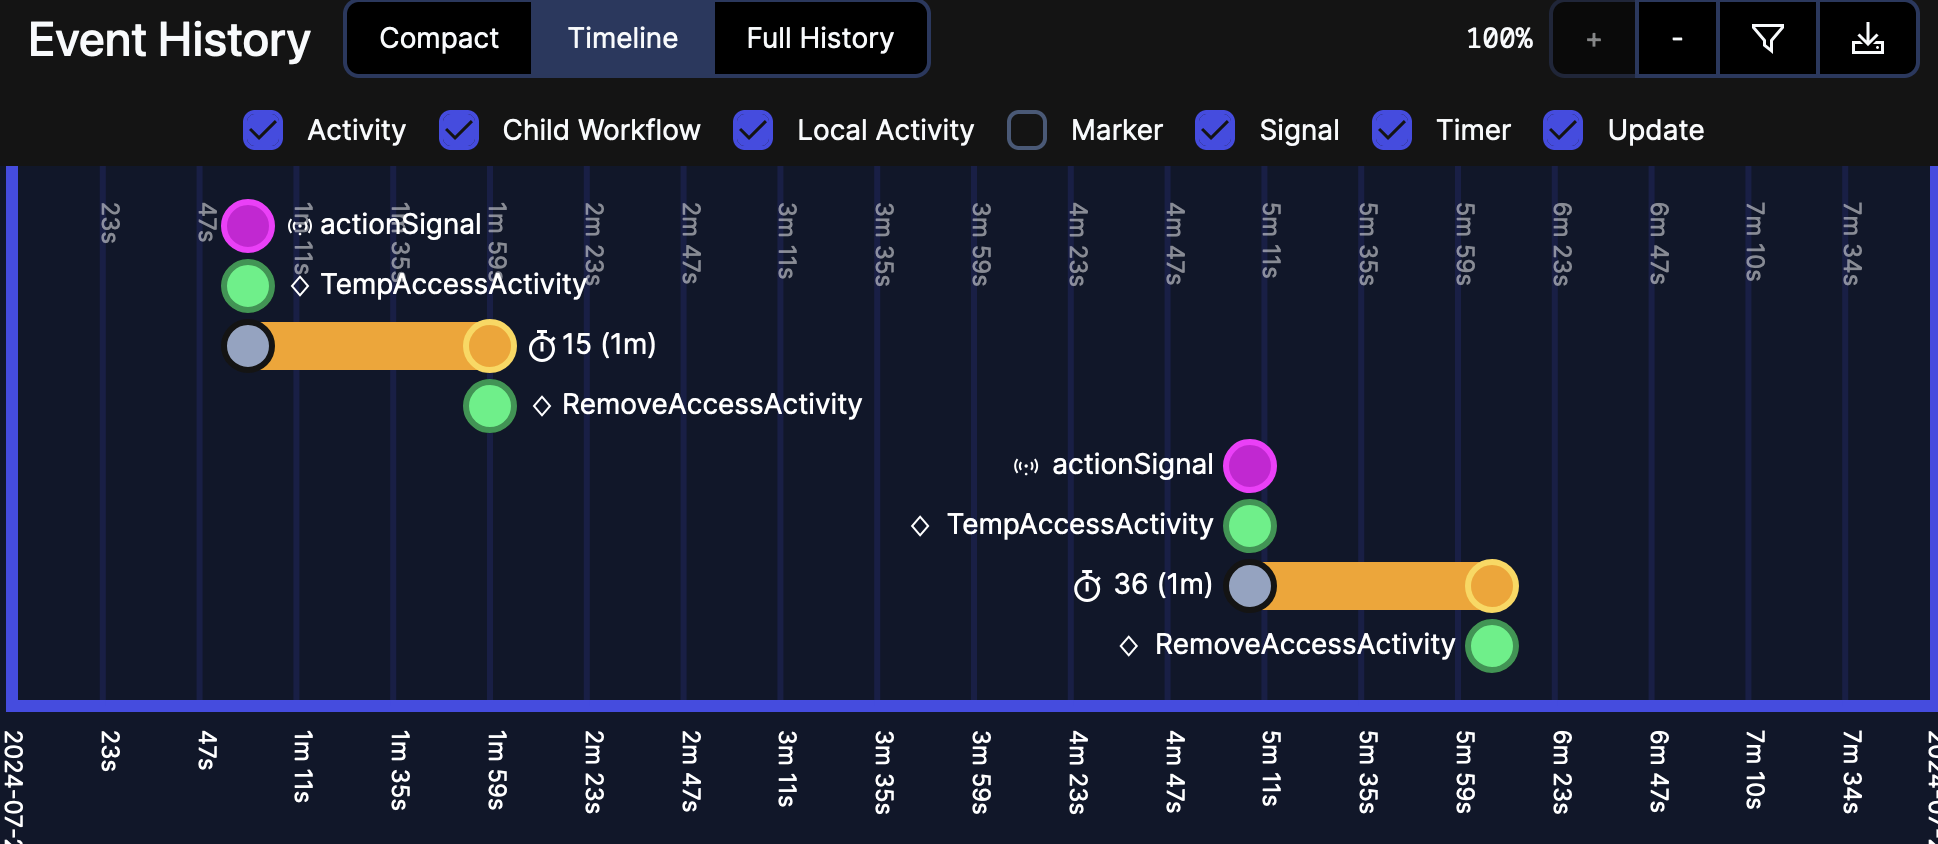 Event History
Compact
Timeline
Full History
100%
+
-
Activity
Child Workflow
Local Activity
Marker
Signal
Timer
Update
23s
47s
1m 11s
1m 35s
1m 59s
2m 23s
2m 47s
3m 11s
3m 35s
3m 59s
4m 23s
4m 47s
5m 11s
5m 35s
5m 59s
6m 23s
6m 47s
7m 10s
7m 34s
actionSignal
TempAccessActivity
15 (1m)
RemoveAccessActivity
actionSignal
TempAccessActivity
36 (1m)
RemoveAccessActivity
2024-07-2
23s
47s
1m 11s
1m 35s
1m 59s
2m 23s
2m 47s
3m 11s
3m 35s
3m 59s
4m 23s
4m 47s
5m 11s
5m 35s
5m 59s
6m 23s
6m 47s
7m 10s
7m 34s